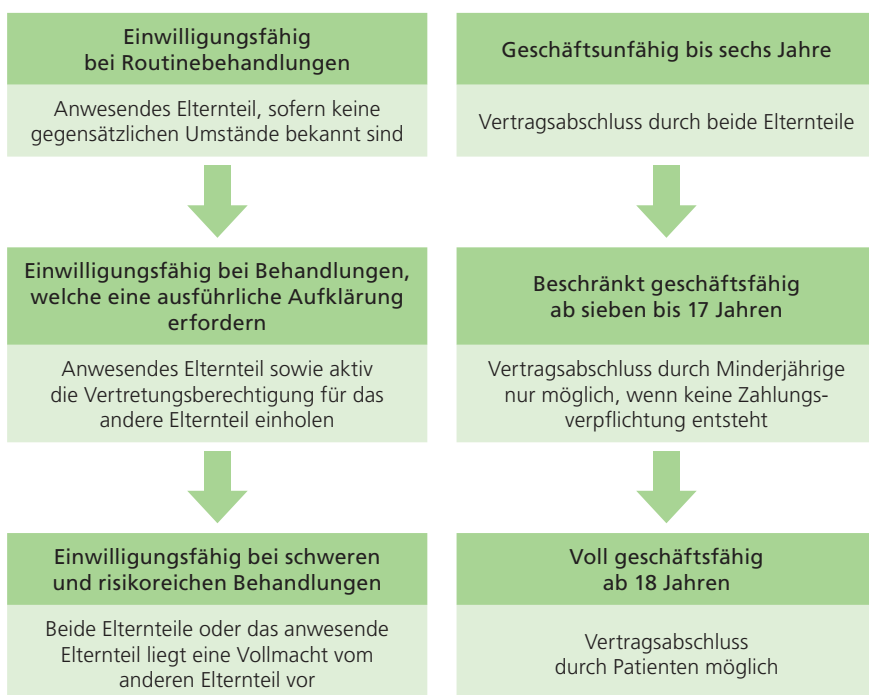 Einwilligungsfähig
bei Routinebehandlungen
Anwesendes Elternteil, sofern keine
gegensätzlichen Umstände bekannt sind
Einwilligungsfähig bei Behandlungen,
welche eine ausführliche Aufklärung
erfordern
Anwesendes Elternteil sowie aktiv
die Vertretungsberechtigung für das
andere Elternteil einholen
Einwilligungsfähig bei schweren
und risikoreichen Behandlungen
Beide Elternteile oder das anwesende
Elternteil liegt eine Vollmacht vom
anderen Elternteil vor
Geschäftsunfähig bis sechs Jahre
Vertragsabschluss durch beide Elternteile
Beschränkt geschäftsfähig
ab sieben bis 17 Jahren
Vertragsabschluss durch Minderjährige
nur möglich, wenn keine Zahlungs-
verpflichtung entsteht
Voll geschäftsfähig
ab 18 Jahren
Vertragsabschluss
durch Patienten möglich